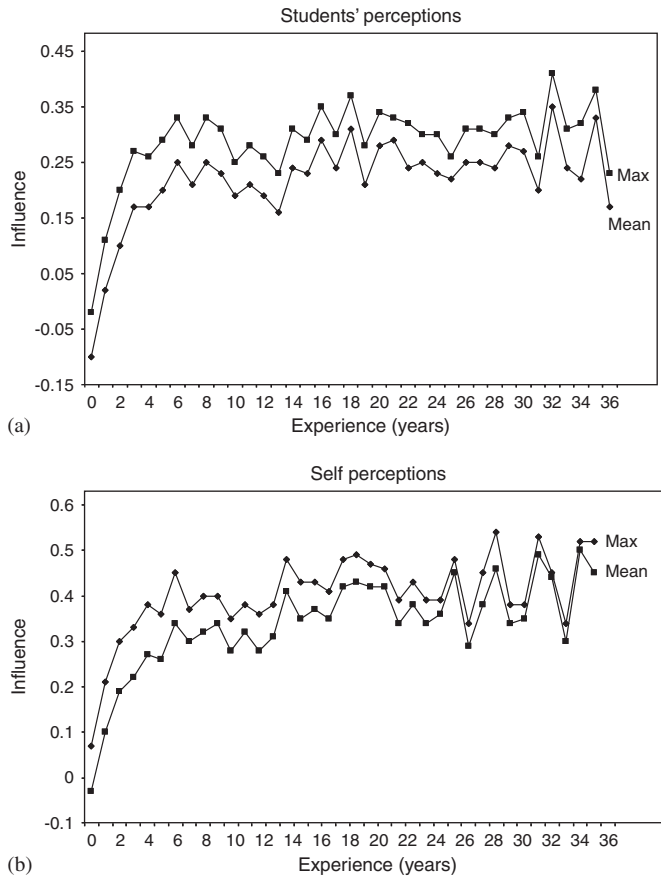 Students' perceptions
0.45
0.35
0.25
0.15
0.05
-0.05
-0.15
Influence
Max
Mean
0 2 4 6 8 10 12 14 16 18 20 22 24 26 28 30 32 34 36
(a)
Experience (years)
Self perceptions
0.6
0.5
0.4
0.3
0.2
0.1
0
-0.1
Influence
Max
Mean
0 2 4 6 8 10 12 14 16 18 20 22 24 26 28 30 32 34 36
(b)
Experience (years)